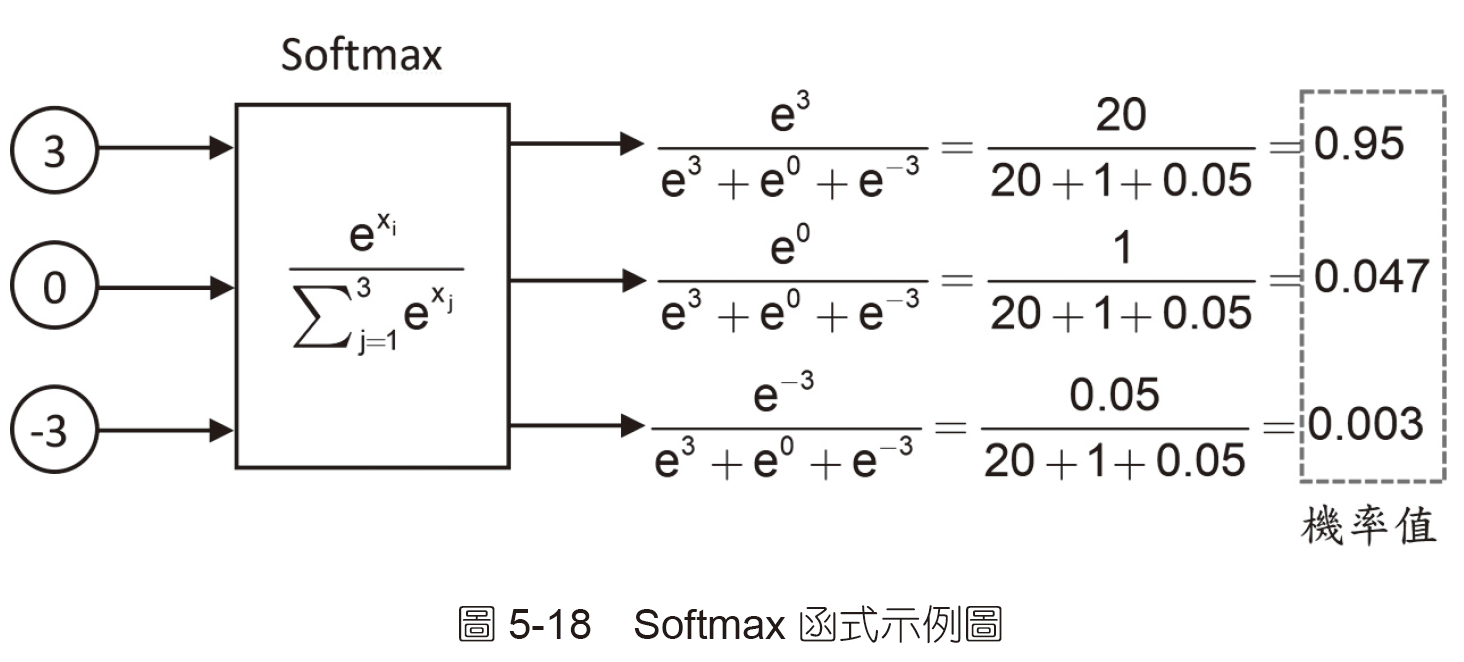 Softmax
3
0
-3
e^{x_i} / ∑_{j=1}^{3} e^{x_j}
e^3 / (e^3 + e^0 + e^{-3}) = 20 / (20 + 1 + 0.05) = 0.95
e^0 / (e^3 + e^0 + e^{-3}) = 1 / (20 + 1 + 0.05) = 0.047
e^{-3} / (e^3 + e^0 + e^{-3}) = 0.05 / (20 + 1 + 0.05) = 0.003
機率值
圖 5-18 Softmax 函式示例圖